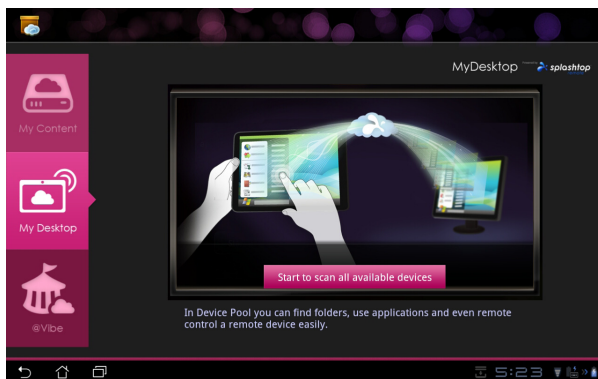 MyDesktop
splashtop
My Content
My Desktop
@Vibe
Start to scan all available devices
In Device Pool you can find folders, use applications and even remote
control a remote device easily.
5:23